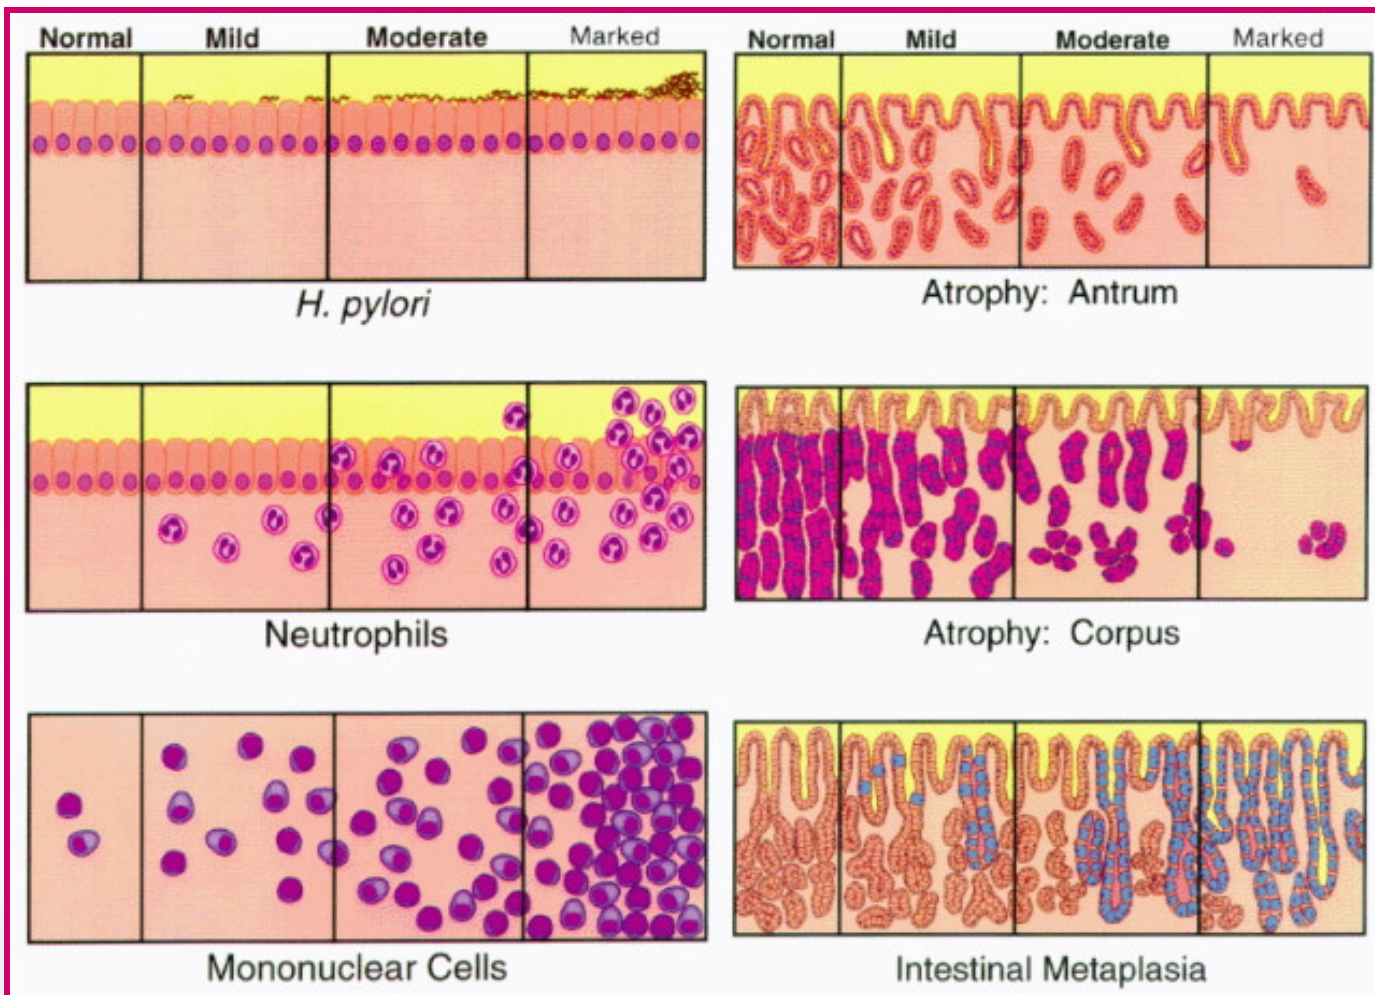 Normal Mild Moderate Marked
H. pylori
Neutrophils
Mononuclear Cells
Normal Mild Moderate Marked
Atrophy: Antrum
Atrophy: Corpus
Intestinal Metaplasia